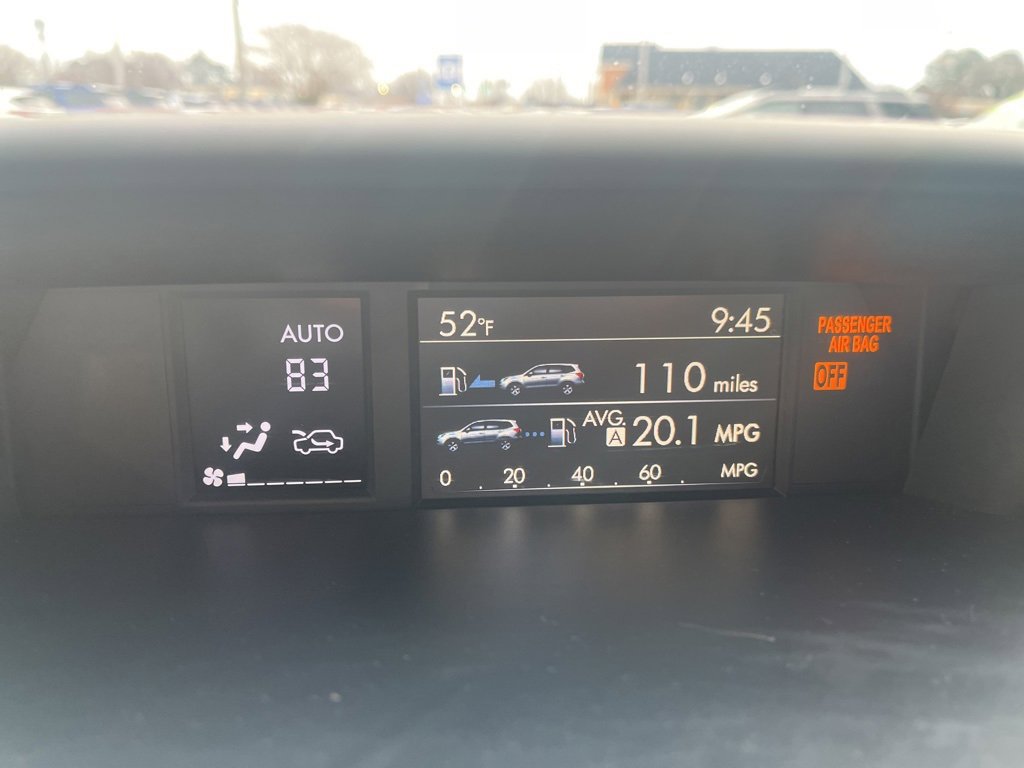 AUTO
83
52°F 9:45
110 miles
AVG.
A 20.1 MPG
0 20 40 60 MPG
PASSENGER
AIR BAG
OFF